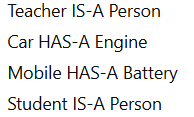 Teacher IS-A Person
Car HAS-A Engine
Mobile HAS-A Battery
Student IS-A Person